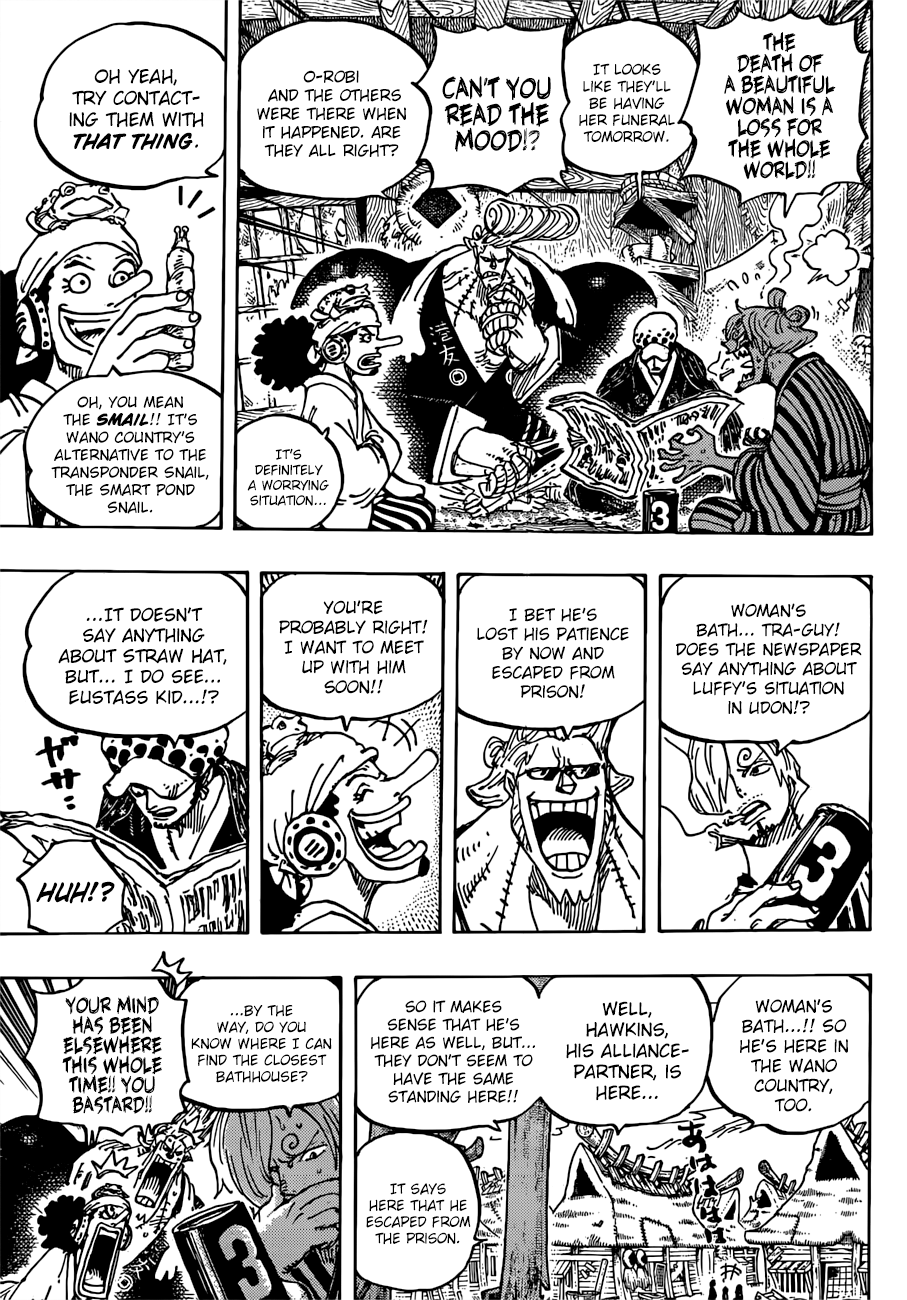 THE
DEATH OF
A BEAUTIFUL
WOMAN IS A
LOSS FOR
THE WHOLE
WORLD!!
IT LOOKS
LIKE THEY'LL
BE HAVING
HER FUNERAL
TOMORROW.
CAN'T YOU
READ THE
MOOD!?
O-ROBI
AND THE OTHERS
WERE THERE WHEN
IT HAPPENED. ARE
THEY ALL RIGHT?
IT'S
DEFINITELY
A WORRYING
SITUATION...
3
OH YEAH,
TRY CONTACT-
ING THEM WITH
THAT THING.
OH, YOU MEAN
THE SMAIL!! IT'S
WANO COUNTRY'S
ALTERNATIVE TO THE
TRANSPONDER SNAIL,
THE SMART POND
SNAIL.
WOMAN'S
BATH... TRA-GUY!
DOES THE NEWSPAPER
SAY ANYTHING ABOUT
LUFFY'S SITUATION
IN UDON!?
3
I BET HE'S
LOST HIS PATIENCE
BY NOW AND
ESCAPED FROM
PRISON!
YOU'RE
PROBABLY RIGHT!
I WANT TO MEET
UP WITH HIM
SOON!!
...IT DOESN'T
SAY ANYTHING
ABOUT STRAW HAT,
BUT... I DO SEE...
EUSTASS KID...!?
ガサ…
HUH!?
WOMAN'S
BATH...!! SO
HE'S HERE IN
THE WANO
COUNTRY,
TOO.
WELL,
HAWKINS,
HIS ALLIANCE-
PARTNER, IS
HERE...
SO IT MAKES
SENSE THAT HE'S
HERE AS WELL, BUT...
THEY DON'T SEEM TO
HAVE THE SAME
STANDING HERE!!
IT SAYS
HERE THAT HE
ESCAPED FROM
THE PRISON.
...BY THE
WAY, DO YOU
KNOW WHERE I CAN
FIND THE CLOSEST
BATHHOUSE?
3
YOUR MIND
HAS BEEN
ELSEWHERE
THIS WHOLE
TIME!! YOU
BASTARD!!